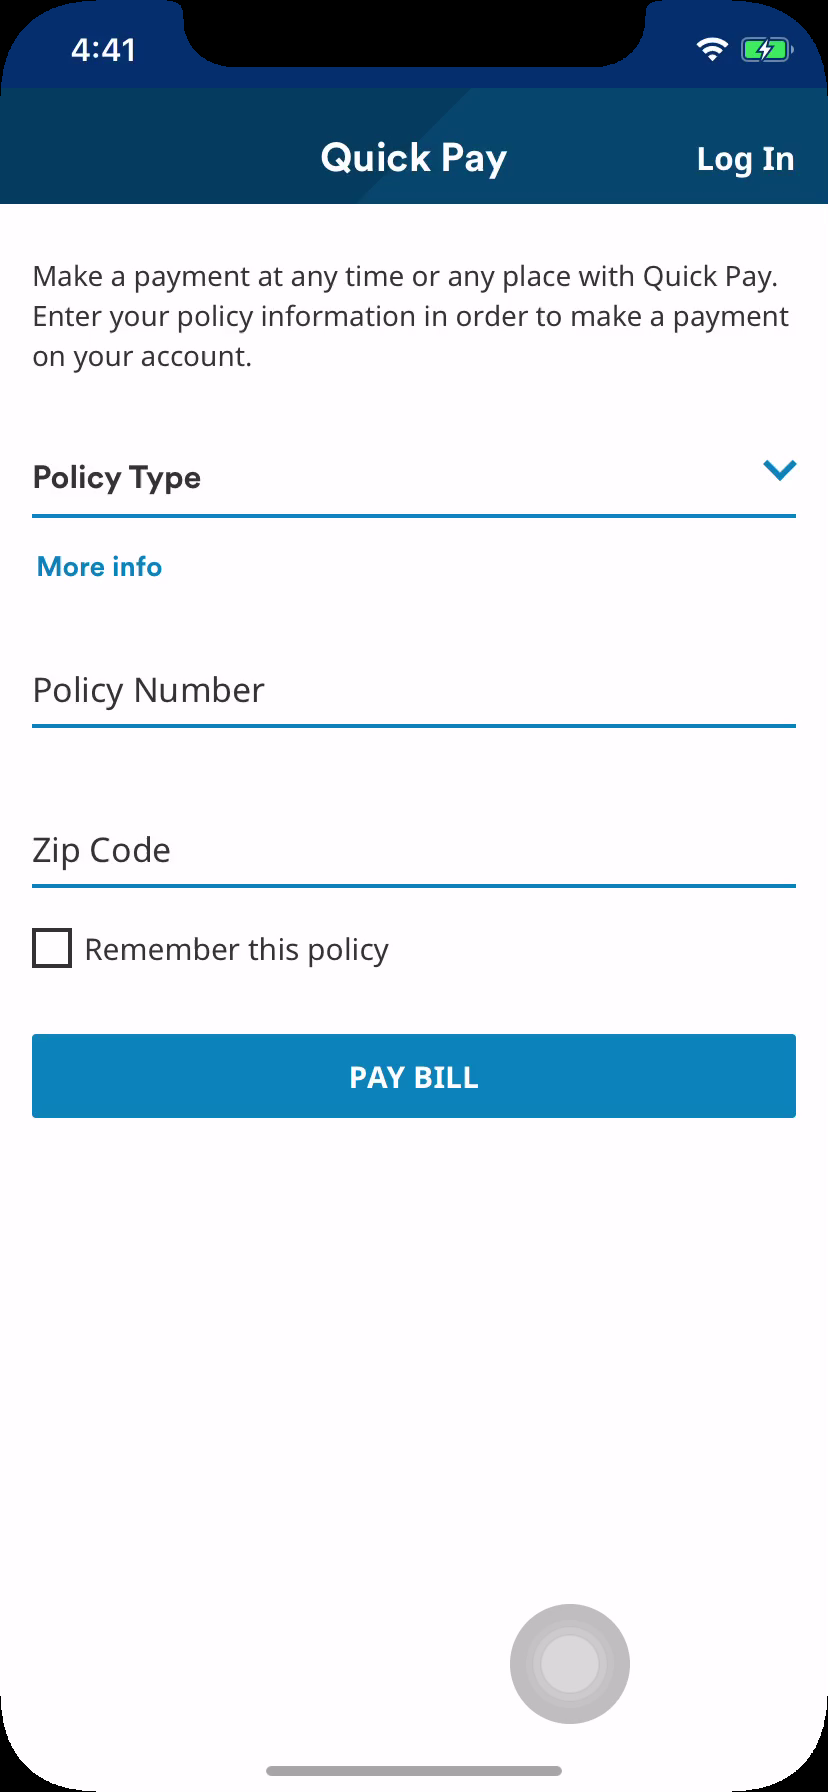 4:41
Quick Pay
Log In
Make a payment at any time or any place with Quick Pay.
Enter your policy information in order to make a payment
on your account.
Policy Type
More info
Policy Number
Zip Code
Remember this policy
PAY BILL